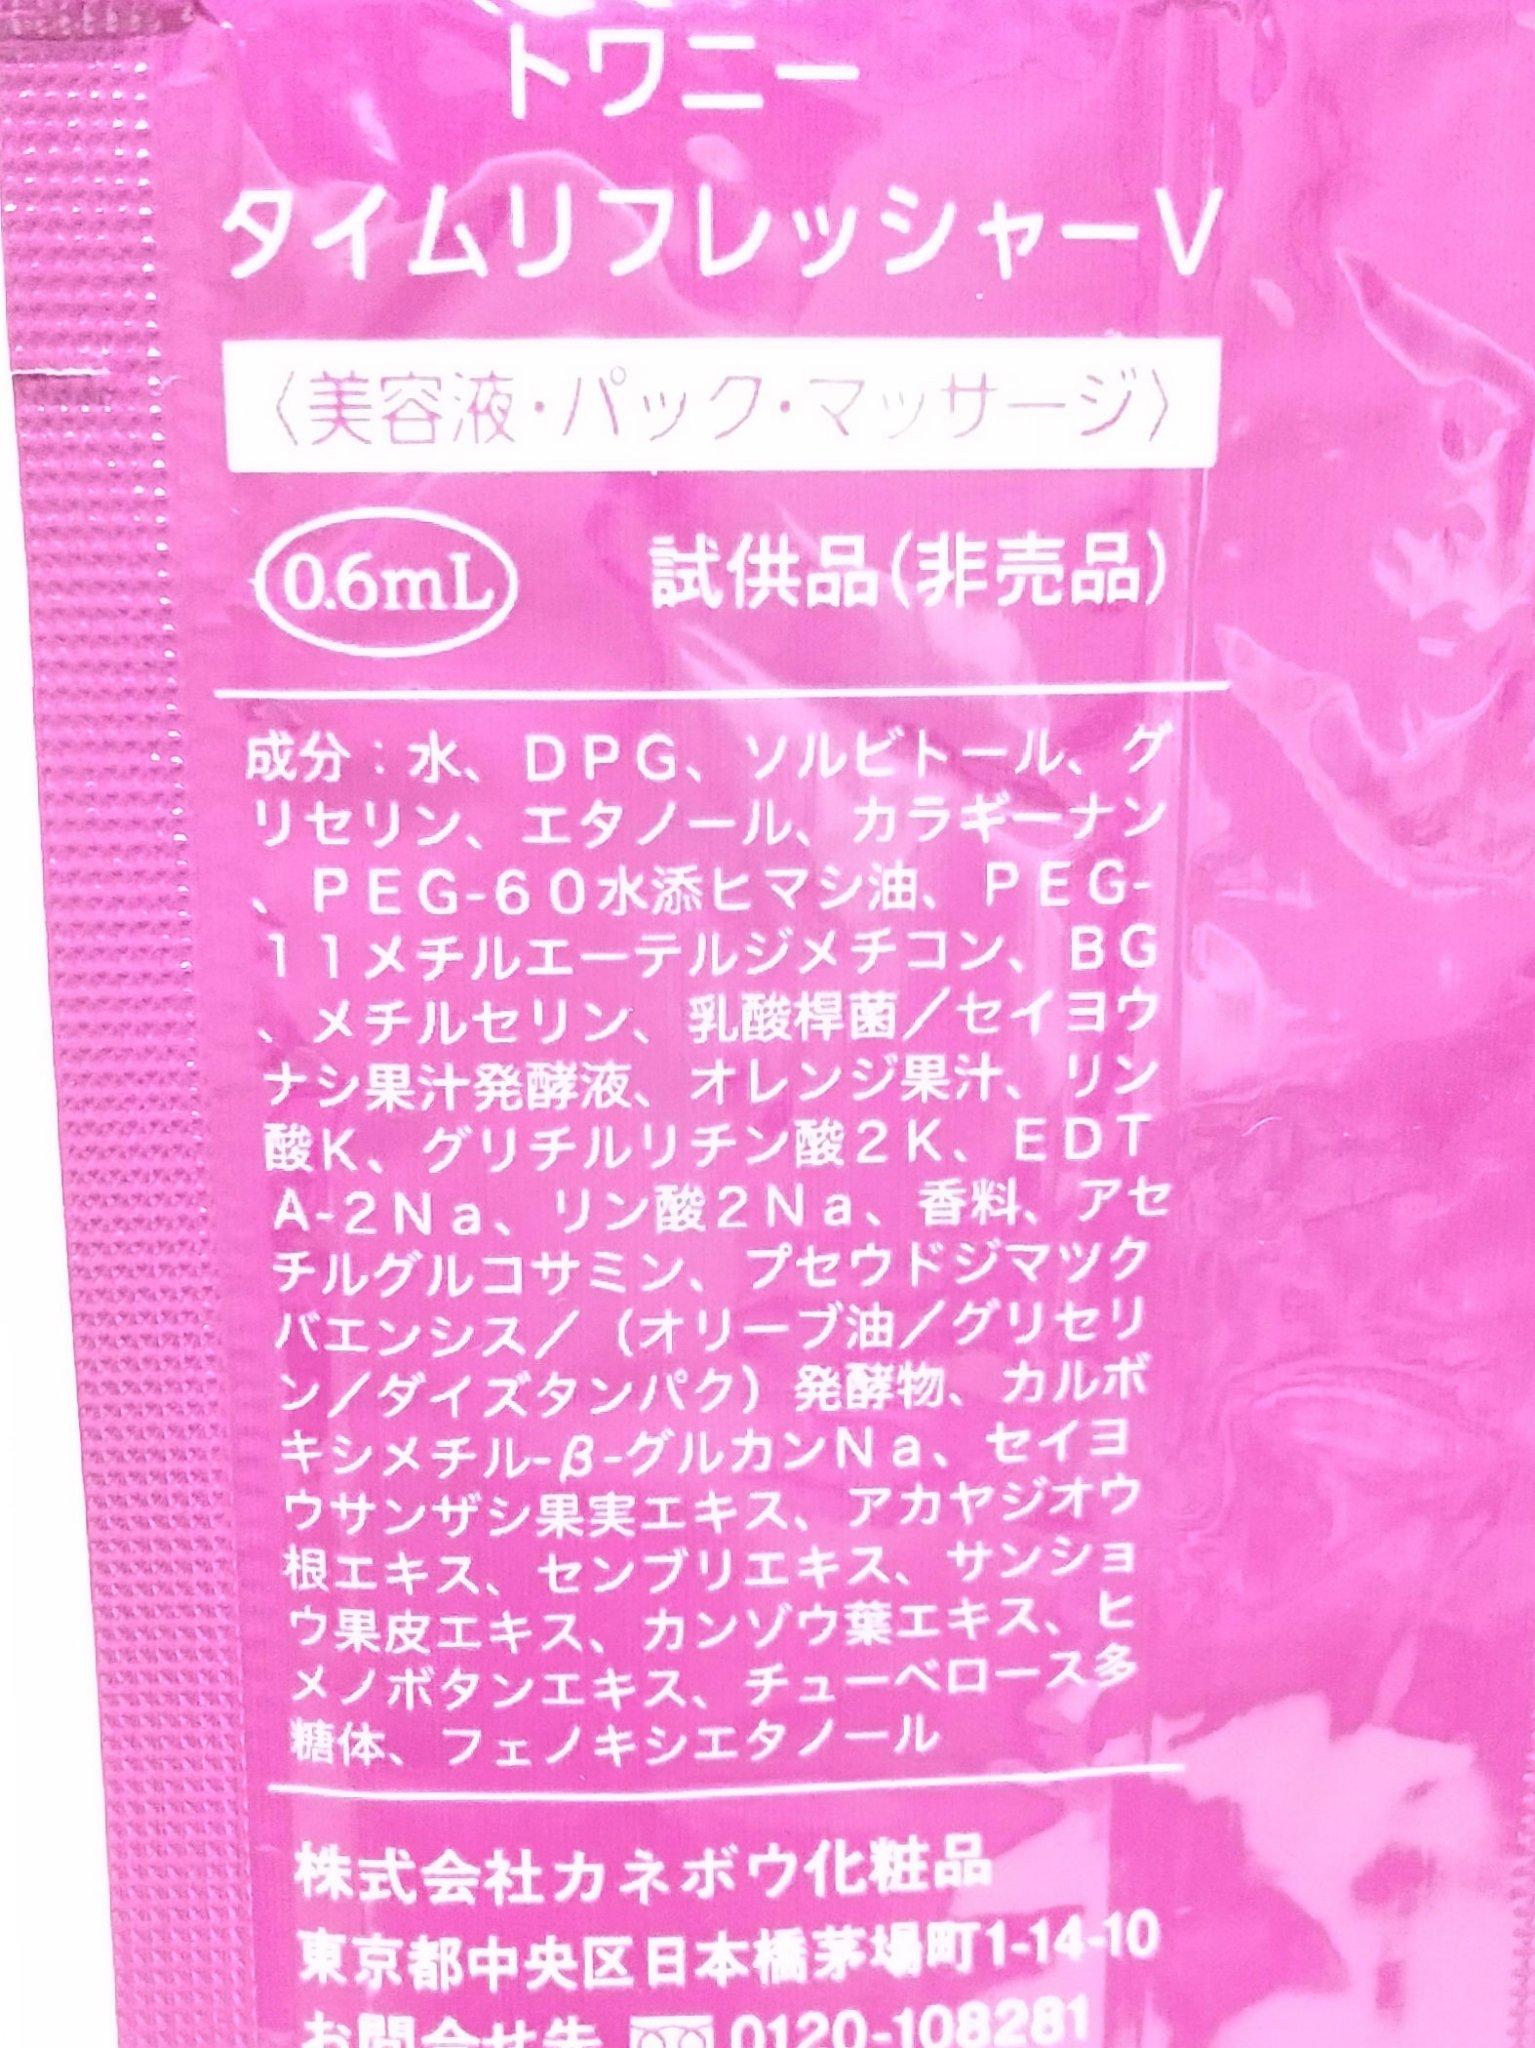 トワニー
タイムリフレッシャーV
〈美容液・パック・マッサージ〉
0.6mL 試供品(非売品)
成分：水、DPG、ソルビトール、グ
リセリン、エタノール、カラギーナン
、PEG-60水添ヒマシ油、PEG-
11メチルエーテルジメチコン、BG
、メチルセリン、乳酸桿菌／セイヨウ
ナシ果汁発酵液、オレンジ果汁、リン
酸K、グリチルリチン酸2K、EDT
A-2Na、リン酸2Na、香料、アセ
チルグルコサミン、プセウドジマツク
バエンシス／（オリーブ油／グリセリ
ン／ダイズタンパク）発酵物、カルボ
キシメチル-β-グルカンNa、セイヨ
ウサンザシ果実エキス、アカヤジオウ
根エキス、センブリエキス、サンショ
ウ果皮エキス、カンゾウ葉エキス、ヒ
メノボタンエキス、チューベロース多
糖体、フェノキシエタノール
株式会社カネボウ化粧品
東京都中央区日本橋茅場町1-14-10
お問合せ先 0120-108281